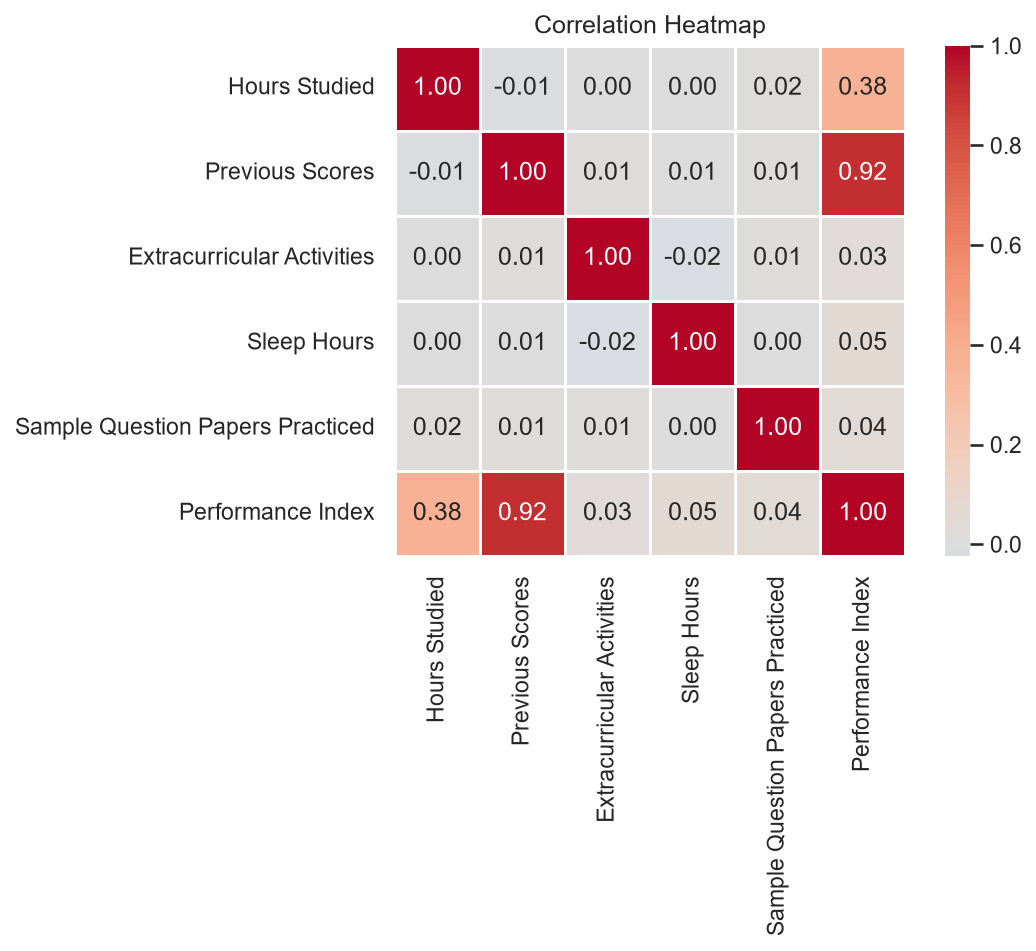 Correlation Heatmap
Hours Studied 1.00 -0.01 0.00 0.00 0.02 0.38
Previous Scores -0.01 1.00 0.01 0.01 0.01 0.92
Extracurricular Activities 0.00 0.01 1.00 -0.02 0.01 0.03
Sleep Hours 0.00 0.01 -0.02 1.00 0.00 0.05
Sample Question Papers Practiced 0.02 0.01 0.01 0.00 1.00 0.04
Performance Index 0.38 0.92 0.03 0.05 0.04 1.00
Hours Studied
Previous Scores
Extracurricular Activities
Sleep Hours
Sample Question Papers Practiced
Performance Index
1.0
0.8
0.6
0.4
0.2
0.0